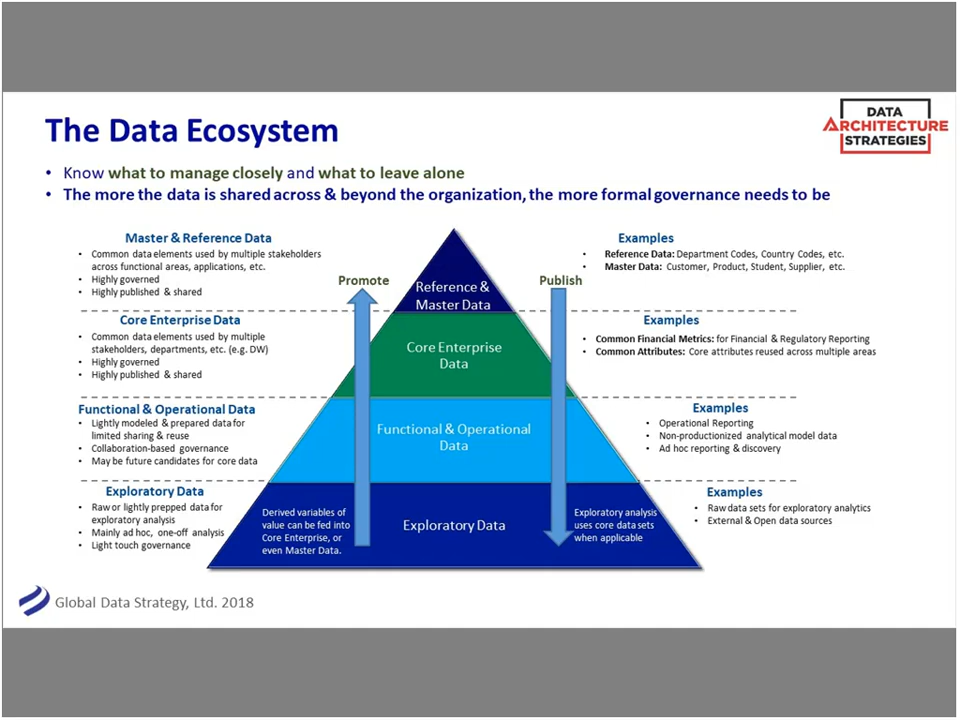 The Data Ecosystem
DATA
ARCHITECTURE
STRATEGIES
• Know what to manage closely and what to leave alone
• The more the data is shared across & beyond the organization, the more formal governance needs to be
Master & Reference Data
• Common data elements used by multiple stakeholders
across functional areas, applications, etc.
• Highly governed
• Highly published & shared
Promote
Reference &
Master Data
Publish
Examples
• Reference Data: Department Codes, Country Codes, etc.
• Master Data: Customer, Product, Student, Supplier, etc.
Core Enterprise Data
• Common data elements used by multiple
stakeholders, departments, etc. (e.g. DW)
• Highly governed
• Highly published & shared
Core Enterprise
Data
Examples
• Common Financial Metrics: for Financial & Regulatory Reporting
• Common Attributes: Core attributes reused across multiple areas
Functional & Operational Data
• Lightly modeled & prepared data for
limited sharing & reuse
• Collaboration-based governance
• May be future candidates for core data
Functional & Operational
Data
Examples
• Operational Reporting
• Non-productionized analytical model data
• Ad hoc reporting & discovery
Exploratory Data
• Raw or lightly prepped data for
exploratory analysis
• Mainly ad hoc, one-off analysis
• Light touch governance
Derived variables of
value can be fed into
Core Enterprise, or
even Master Data.
Exploratory Data
Exploratory analysis
uses core data sets
when applicable
Examples
• Raw data sets for exploratory analytics
• External & Open data sources
Global Data Strategy, Ltd. 2018